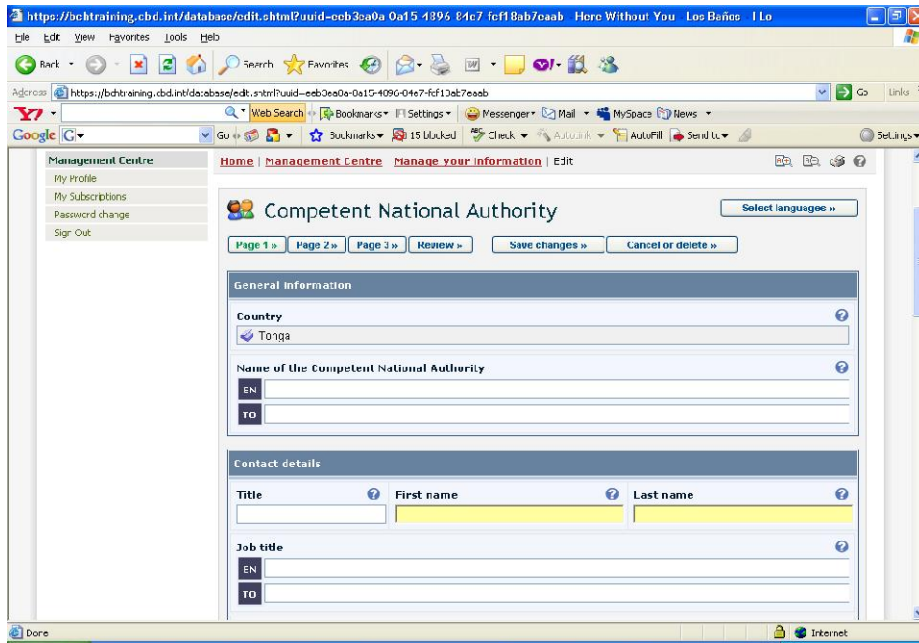 https://bchtraining.cbd.int/database/edit.shtml?uuid=eeb3ea0a-0a15-4896-84c7-fcf18ab7eaab - Here Without You - Los Baños - I Lo
File Edit View Favorites Tools Help
Back Search Favorites
Address https://bchtraining.cbd.int/database/edit.shtml?uuid=eeb3ea0a-0a15-4896-84c7-fcf18ab7eaab Go Links
Y! Web Search Bookmarks Settings Messenger Mail MySpace News
Google G Go Bookmarks 15 blocked Check AutoLink AutoFill Send to Settings
Management Centre
My Profile
My Subscriptions
Password change
Sign Out
Home | Management Centre Manage your Information | Edit
Competent National Authority
Select languages »
Page 1 » Page 2 » Page 3 » Review » Save changes » Cancel or delete »
General Information
Country
Tonga
Name of the Competent National Authority
EN
TO
Contact details
Title First name Last name
Job title
EN
TO
Done Internet